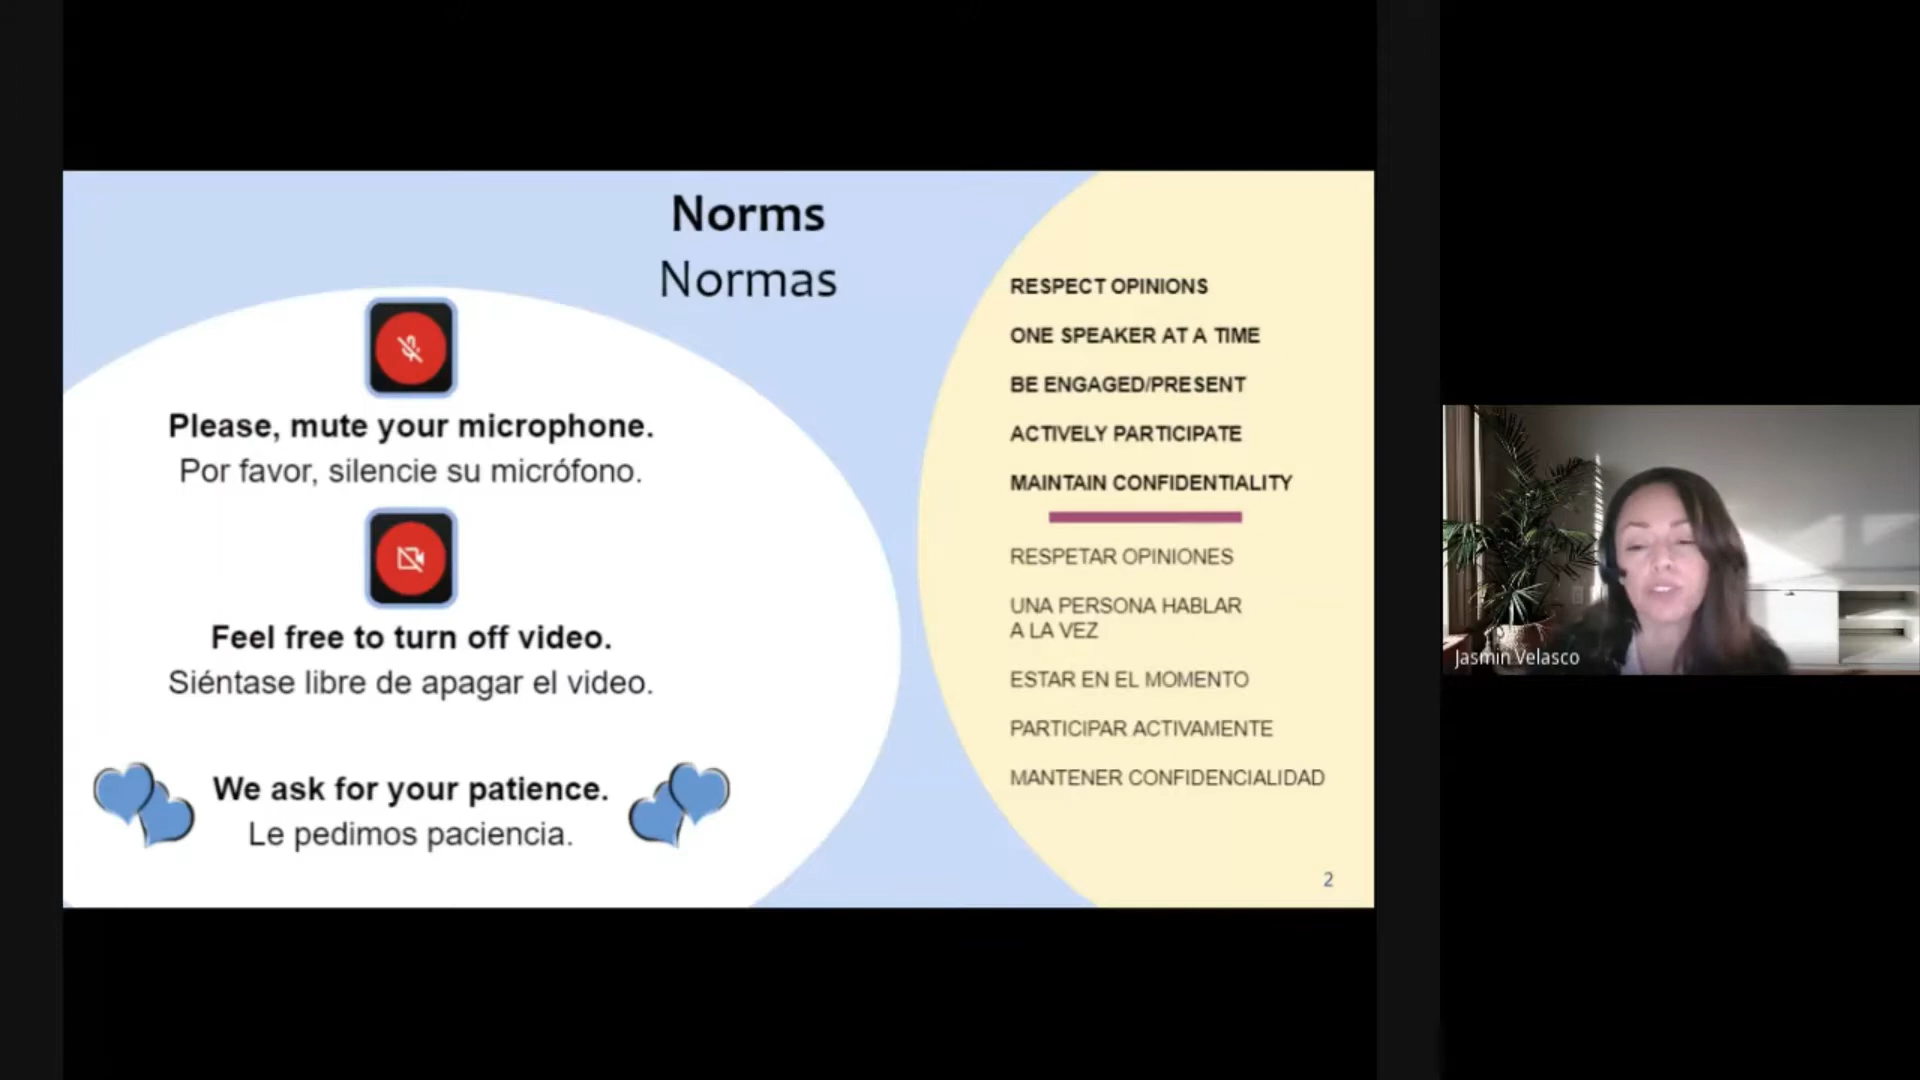 Norms
Normas
Please, mute your microphone.
Por favor, silencie su micrófono.
Feel free to turn off video.
Siéntase libre de apagar el video.
We ask for your patience.
Le pedimos paciencia.
RESPECT OPINIONS
ONE SPEAKER AT A TIME
BE ENGAGED/PRESENT
ACTIVELY PARTICIPATE
MAINTAIN CONFIDENTIALITY
RESPETAR OPINIONES
UNA PERSONA HABLAR
A LA VEZ
ESTAR EN EL MOMENTO
PARTICIPAR ACTIVAMENTE
MANTENER CONFIDENCIALIDAD
2
Jasmin Velasco